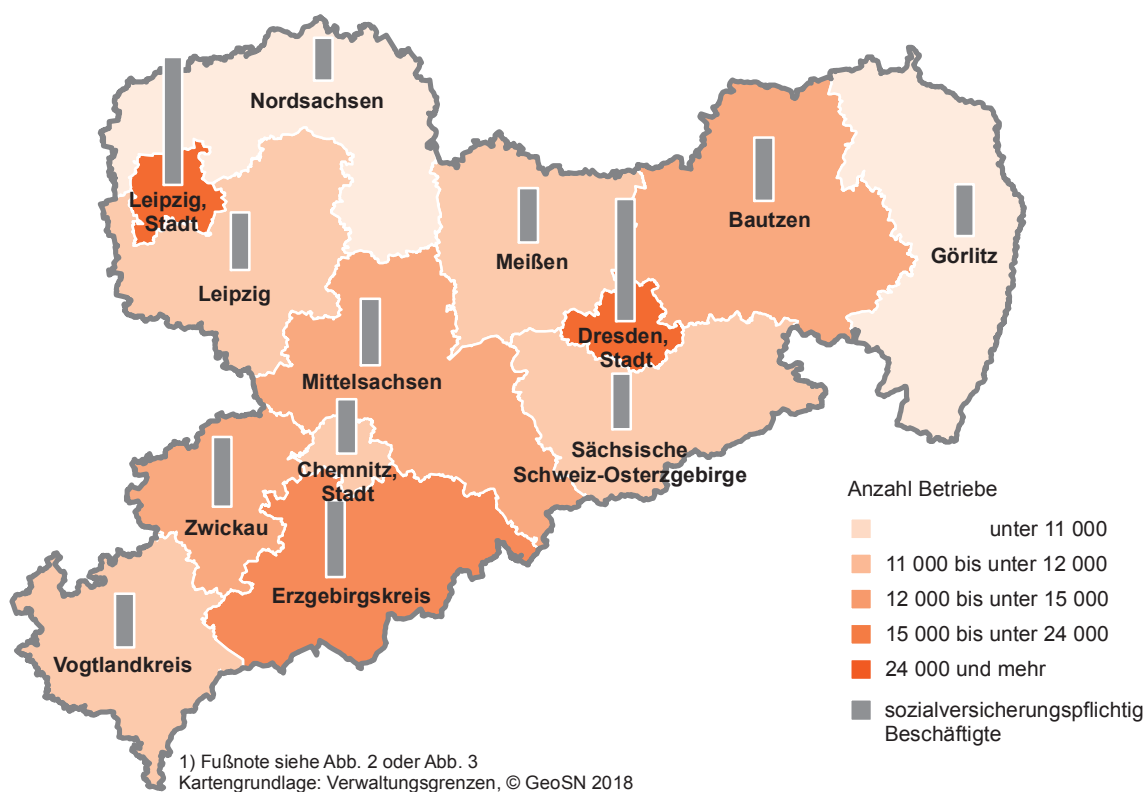 Nordsachsen
Leipzig,
Stadt
Leipzig
Meißen
Bautzen
Görlitz
Dresden,
Stadt
Mittelsachsen
Sächsische
Schweiz-Osterzgebirge
Chemnitz,
Stadt
Zwickau
Erzgebirgskreis
Vogtlandkreis
Anzahl Betriebe
unter 11 000
11 000 bis unter 12 000
12 000 bis unter 15 000
15 000 bis unter 24 000
24 000 und mehr
sozialversicherungspflichtig
Beschäftigte
1) Fußnote siehe Abb. 2 oder Abb. 3
Kartengrundlage: Verwaltungsgrenzen, © GeoSN 2018